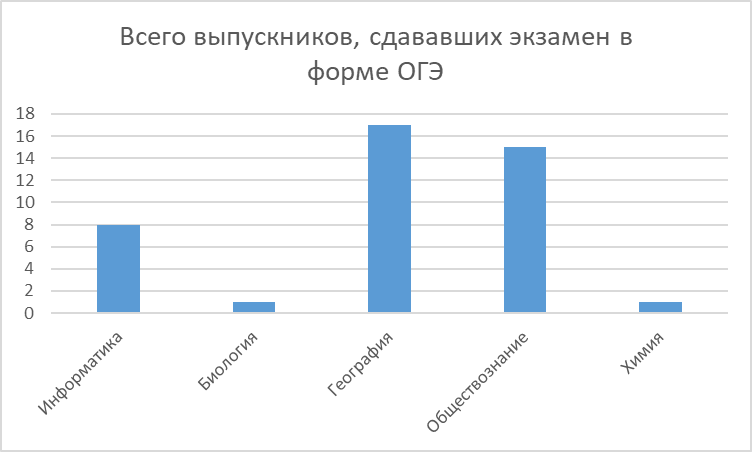 Всего выпускников, сдававших экзамен в
форме ОГЭ
18
16
14
12
10
8
6
4
2
0
Информатика
Биология
География
Обществознание
Химия